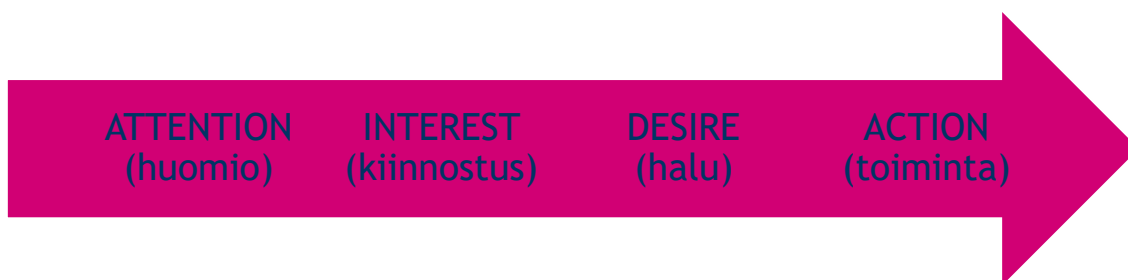 ATTENTION INTEREST DESIRE ACTION
(huomio) (kiinnostus) (halu) (toiminta)